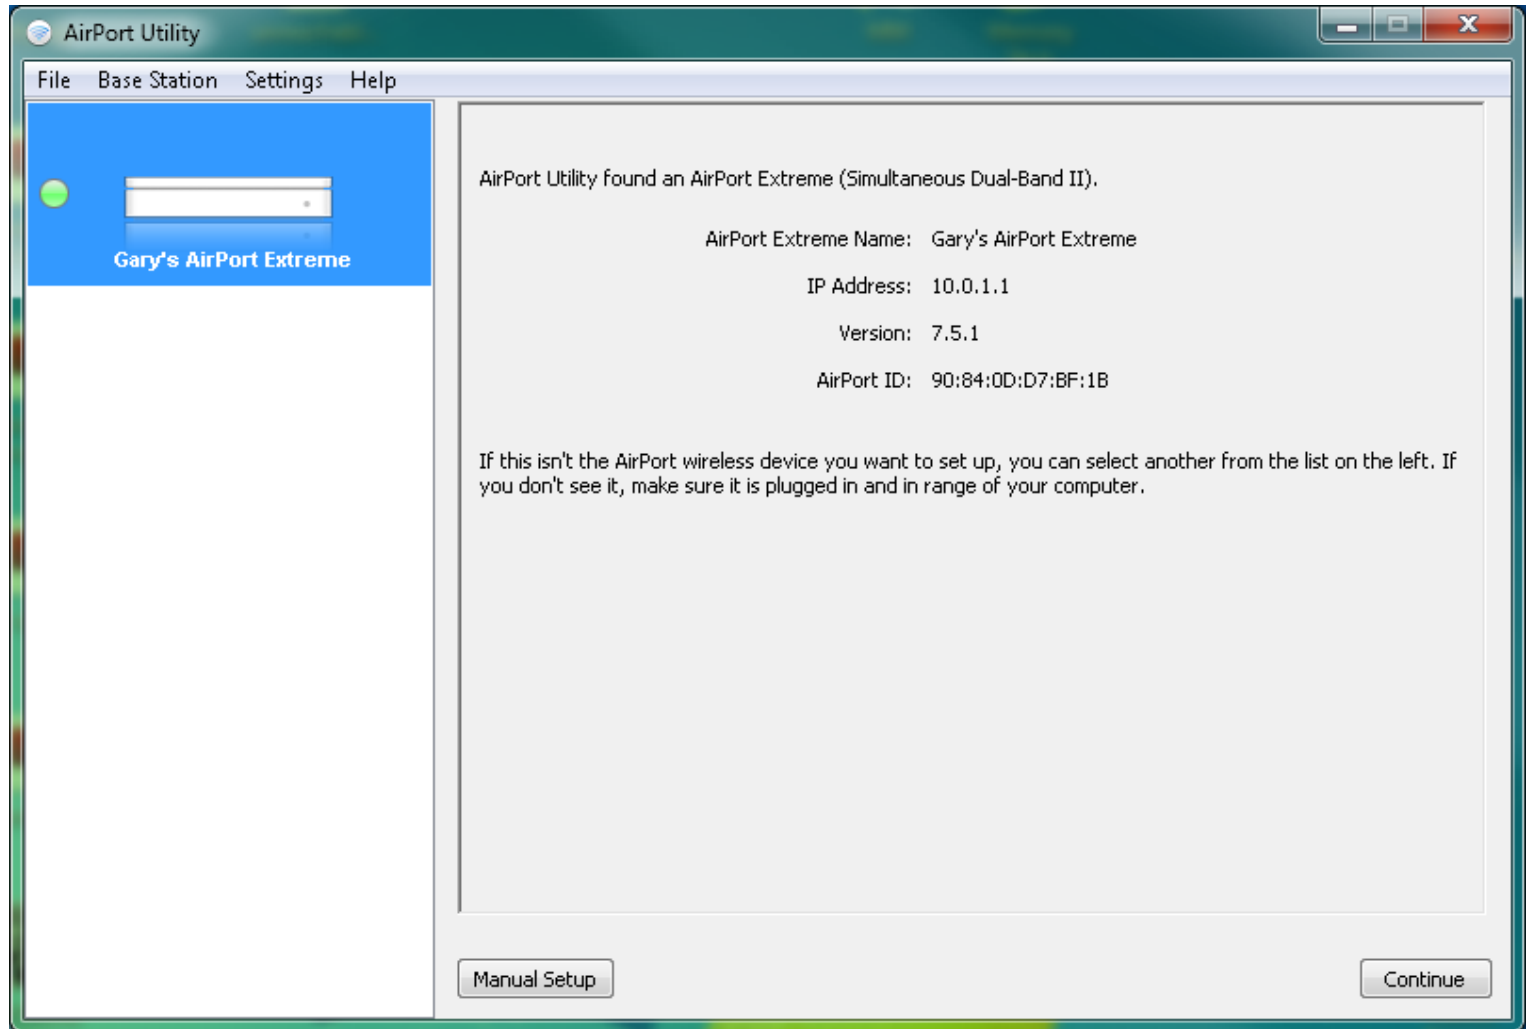 AirPort Utility
File Base Station Settings Help
Gary's AirPort Extreme
AirPort Utility found an AirPort Extreme (Simultaneous Dual-Band II).
AirPort Extreme Name: Gary's AirPort Extreme
IP Address: 10.0.1.1
Version: 7.5.1
AirPort ID: 90:84:0D:D7:BF:1B
If this isn't the AirPort wireless device you want to set up, you can select another from the list on the left. If
you don't see it, make sure it is plugged in and in range of your computer.
Manual Setup
Continue